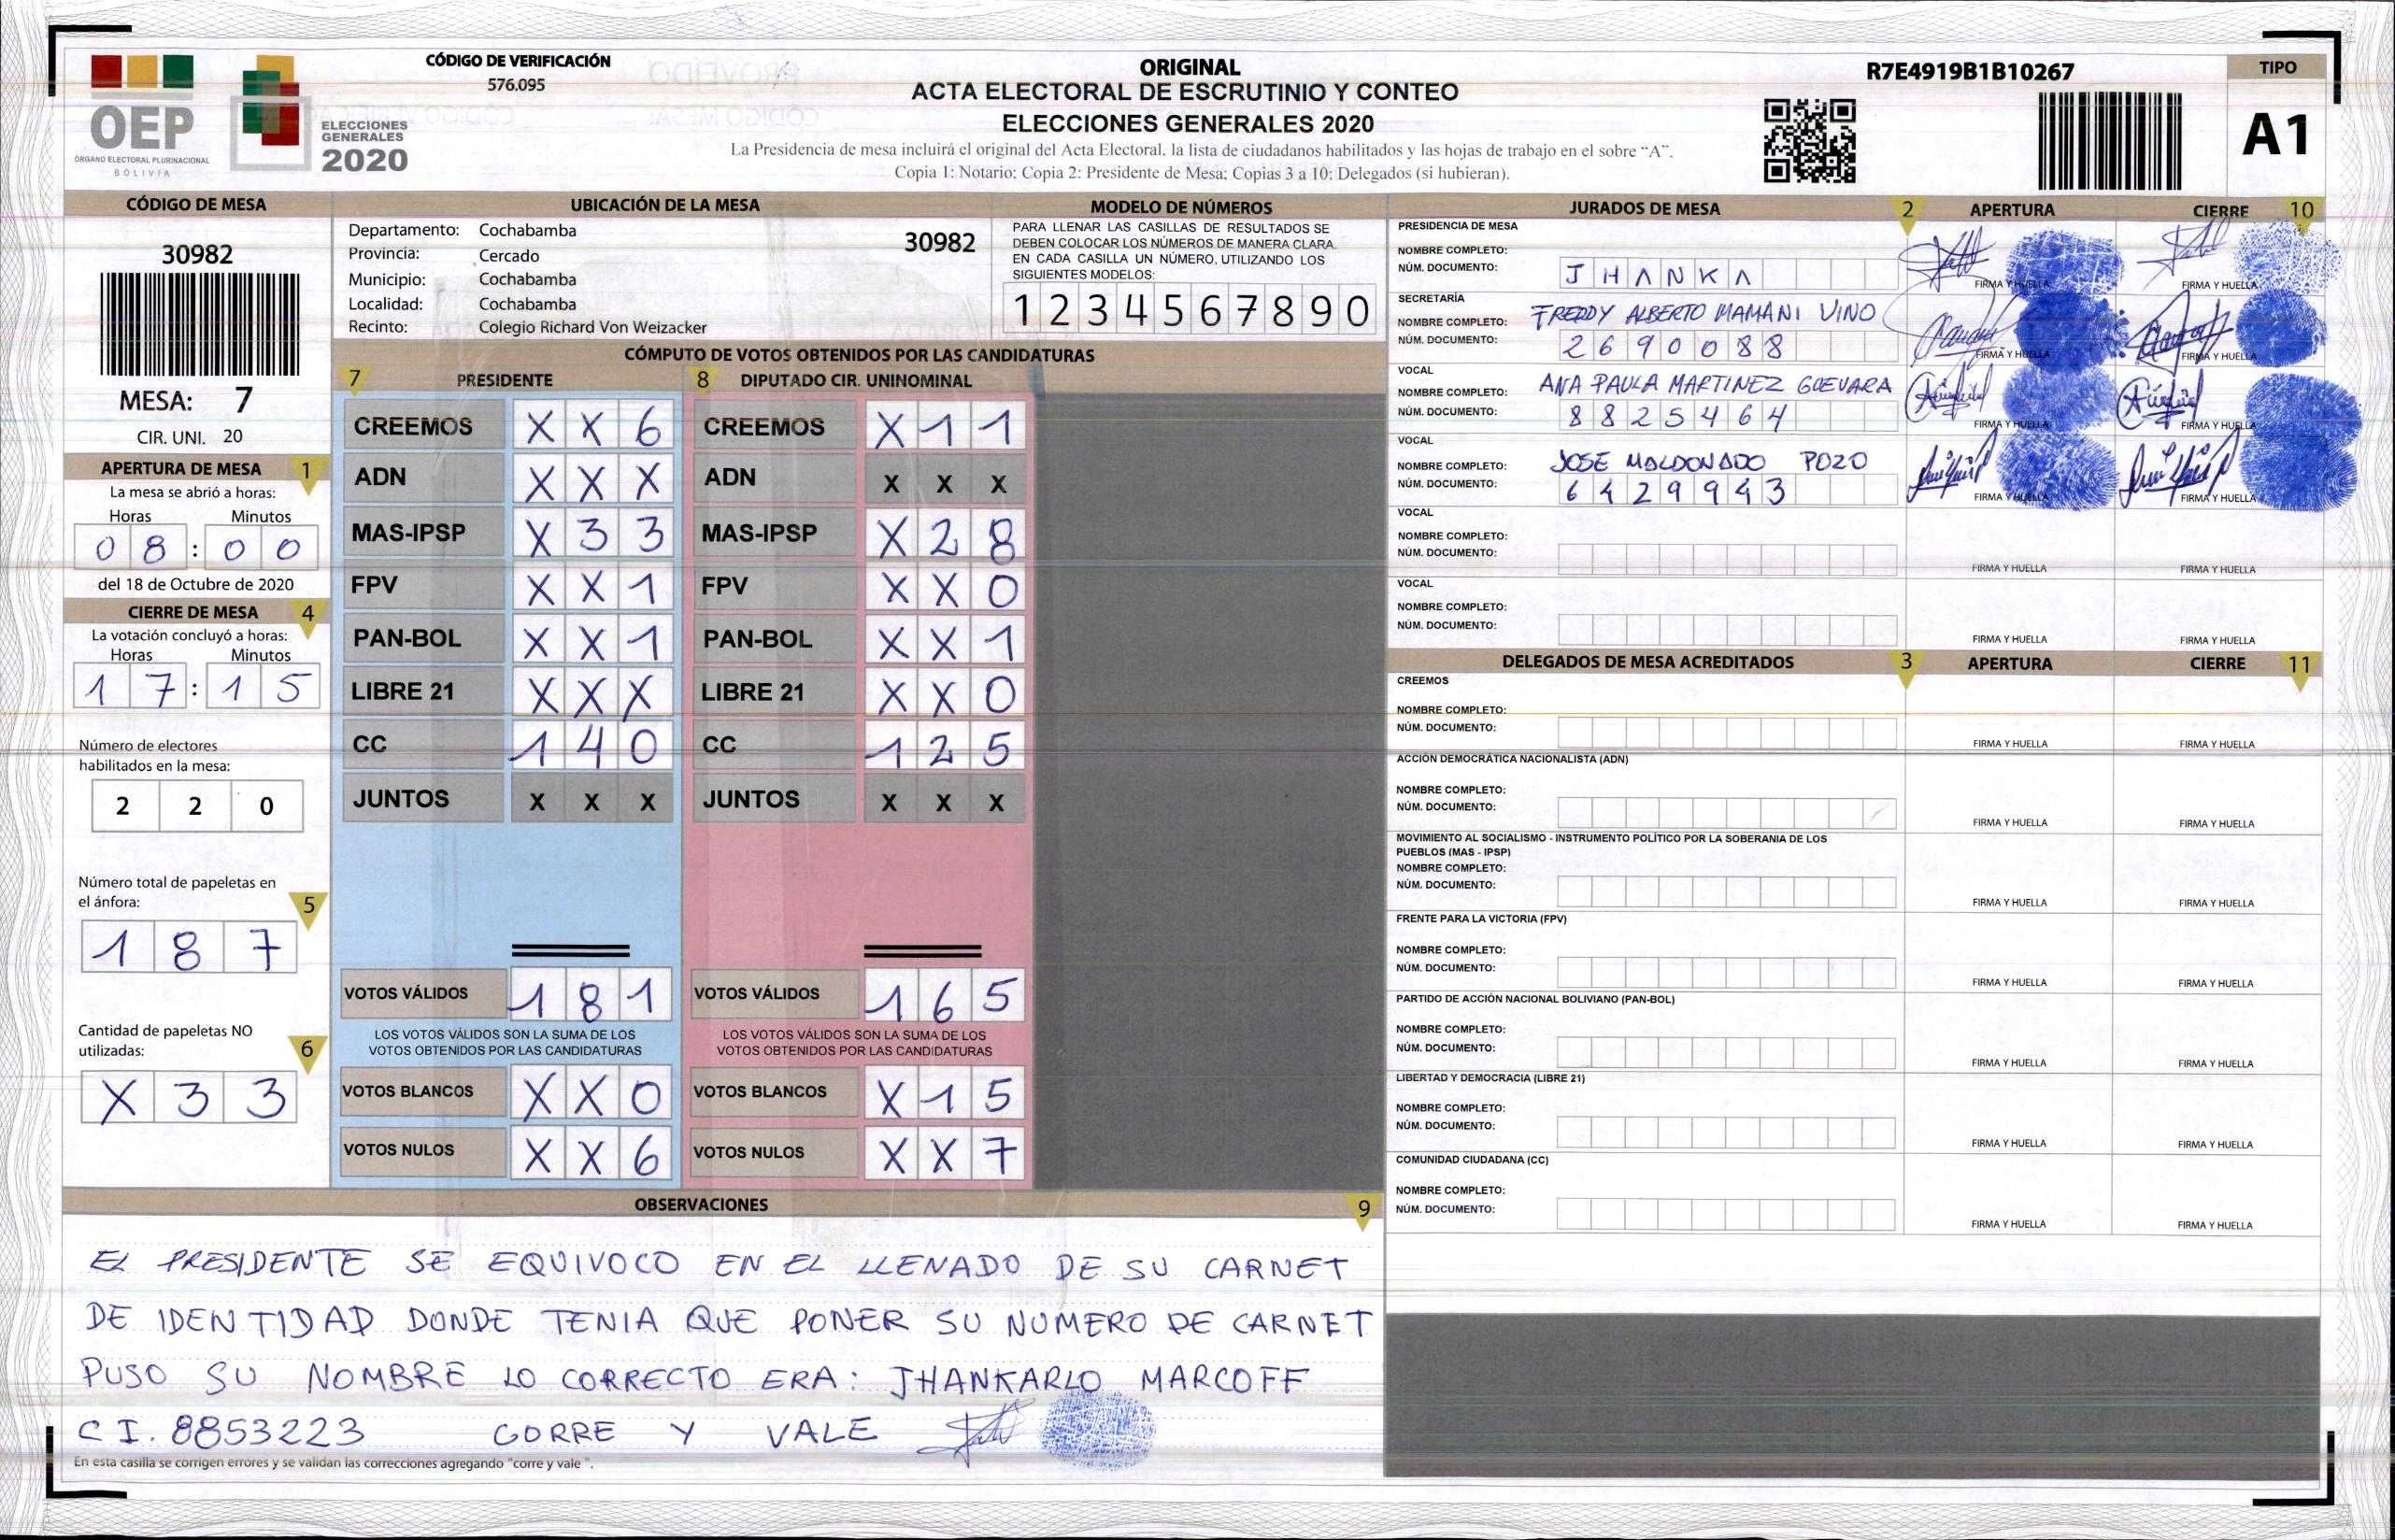 CÓDIGO DE VERIFICACIÓN
576.095
OEP
ÓRGANO ELECTORAL PLURINACIONAL
BOLIVIA
ELECCIONES
GENERALES
2020
ORIGINAL
ACTA ELECTORAL DE ESCRUTINIO Y CONTEO
ELECCIONES GENERALES 2020
La Presidencia de mesa incluirá el original del Acta Electoral, la lista de ciudadanos habilitados y las hojas de trabajo en el sobre “A”.
Copia 1: Notario; Copia 2: Presidente de Mesa; Copias 3 a 10: Delegados (si hubieran).
R7E4919B1B10267
TIPO
A1
CÓDIGO DE MESA
30982
MESA: 7
CIR. UNI. 20
APERTURA DE MESA 1
La mesa se abrió a horas:
Horas Minutos
0 8 : 0 0
del 18 de Octubre de 2020
CIERRE DE MESA 4
La votación concluyó a horas:
Horas Minutos
1 7 : 1 5
Número de electores
habilitados en la mesa:
2 2 0
Número total de papeletas en
el ánfora: 5
1 8 7
Cantidad de papeletas NO
utilizadas: 6
X 3 3
UBICACIÓN DE LA MESA
Departamento: Cochabamba
Provincia: Cercado
Municipio: Cochabamba
Localidad: Cochabamba
Recinto: Colegio Richard Von Weizacker
30982
MODELO DE NÚMEROS
PARA LLENAR LAS CASILLAS DE RESULTADOS SE
DEBEN COLOCAR LOS NÚMEROS DE MANERA CLARA.
EN CADA CASILLA UN NÚMERO, UTILIZANDO LOS
SIGUIENTES MODELOS:
1 2 3 4 5 6 7 8 9 0
CÓMPUTO DE VOTOS OBTENIDOS POR LAS CANDIDATURAS
7 PRESIDENTE 8 DIPUTADO CIR. UNINOMINAL
CREEMOS X X 6 CREEMOS X 1 1
ADN X X X ADN X X X
MAS-IPSP X 3 3 MAS-IPSP X 2 8
FPV X X 1 FPV X X 0
PAN-BOL X X 1 PAN-BOL X X 1
LIBRE 21 X X X LIBRE 21 X X 0
CC 1 4 0 CC 1 2 5
JUNTOS X X X JUNTOS X X X
VOTOS VÁLIDOS 1 8 1 VOTOS VÁLIDOS 1 6 5
LOS VOTOS VÁLIDOS SON LA SUMA DE LOS LOS VOTOS VÁLIDOS SON LA SUMA DE LOS
VOTOS OBTENIDOS POR LAS CANDIDATURAS VOTOS OBTENIDOS POR LAS CANDIDATURAS
VOTOS BLANCOS X X 0 VOTOS BLANCOS X 1 5
VOTOS NULOS X X 6 VOTOS NULOS X X 7
JURADOS DE MESA 2 APERTURA CIERRE 10
PRESIDENCIA DE MESA
NOMBRE COMPLETO:
NÚM. DOCUMENTO: J H A N K A
FIRMA Y HUELLA FIRMA Y HUELLA
SECRETARÍA
NOMBRE COMPLETO: FREDDY ALBERTO MAMANI VINO
NÚM. DOCUMENTO: 2 6 9 0 0 8 8
FIRMA Y HUELLA FIRMA Y HUELLA
VOCAL
NOMBRE COMPLETO: ANA PAULA MARTINEZ GUEVARA
NÚM. DOCUMENTO: 8 8 2 5 4 6 4
FIRMA Y HUELLA FIRMA Y HUELLA
VOCAL
NOMBRE COMPLETO: JOSE MALDONADO POZO
NÚM. DOCUMENTO: 6 4 2 9 9 4 3
FIRMA Y HUELLA FIRMA Y HUELLA
VOCAL
NOMBRE COMPLETO:
NÚM. DOCUMENTO:
FIRMA Y HUELLA FIRMA Y HUELLA
VOCAL
NOMBRE COMPLETO:
NÚM. DOCUMENTO:
FIRMA Y HUELLA FIRMA Y HUELLA
DELEGADOS DE MESA ACREDITADOS 3 APERTURA CIERRE 11
CREEMOS
NOMBRE COMPLETO:
NÚM. DOCUMENTO:
FIRMA Y HUELLA FIRMA Y HUELLA
ACCIÓN DEMOCRÁTICA NACIONALISTA (ADN)
NOMBRE COMPLETO:
NÚM. DOCUMENTO:
FIRMA Y HUELLA FIRMA Y HUELLA
MOVIMIENTO AL SOCIALISMO - INSTRUMENTO POLÍTICO POR LA SOBERANIA DE LOS
PUEBLOS (MAS - IPSP)
NOMBRE COMPLETO:
NÚM. DOCUMENTO:
FIRMA Y HUELLA FIRMA Y HUELLA
FRENTE PARA LA VICTORIA (FPV)
NOMBRE COMPLETO:
NÚM. DOCUMENTO:
FIRMA Y HUELLA FIRMA Y HUELLA
PARTIDO DE ACCIÓN NACIONAL BOLIVIANO (PAN-BOL)
NOMBRE COMPLETO:
NÚM. DOCUMENTO:
FIRMA Y HUELLA FIRMA Y HUELLA
LIBERTAD Y DEMOCRACIA (LIBRE 21)
NOMBRE COMPLETO:
NÚM. DOCUMENTO:
FIRMA Y HUELLA FIRMA Y HUELLA
COMUNIDAD CIUDADANA (CC)
NOMBRE COMPLETO:
NÚM. DOCUMENTO:
FIRMA Y HUELLA FIRMA Y HUELLA
OBSERVACIONES 9
EL PRESIDENTE SE EQUIVOCO EN EL LLENADO DE SU CARNET
DE IDENTIDAD DONDE TENIA QUE PONER SU NUMERO DE CARNET
PUSO SU NOMBRE LO CORRECTO ERA: JHANKARLO MARCOFF
C I. 8853223 CORRE Y VALE
En esta casilla se corrigen errores y se validan las correcciones agregando "corre y vale ".